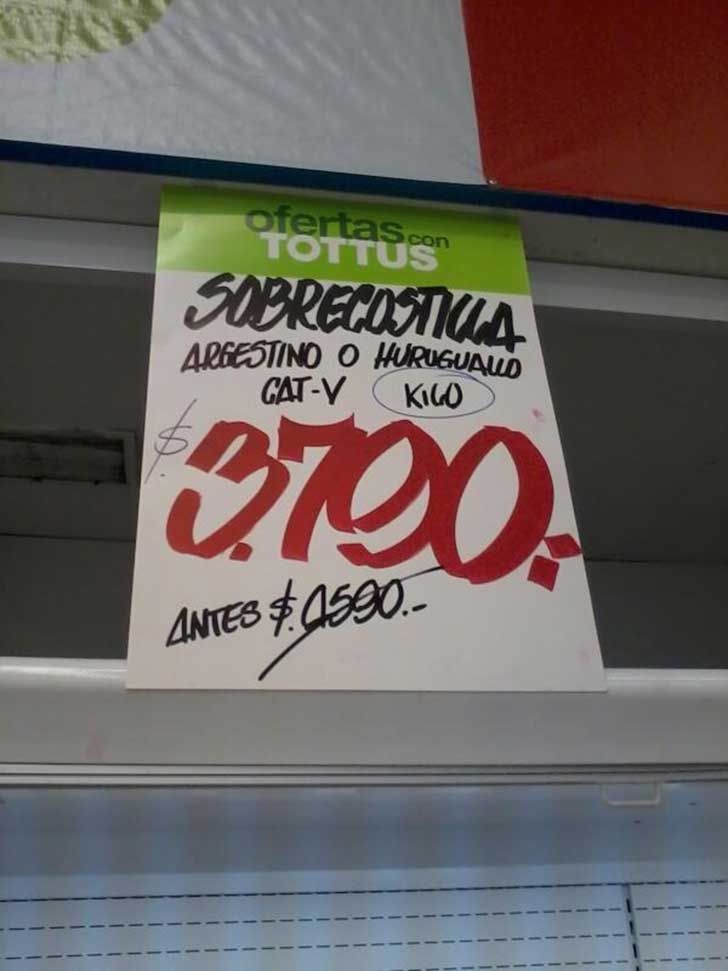 ofertas con
TOTTUS
SOBRECOSTILLA
ARGESTINO O HURUGUALLO
CAT-V KILO
$3.790.-
ANTES $.4590.-